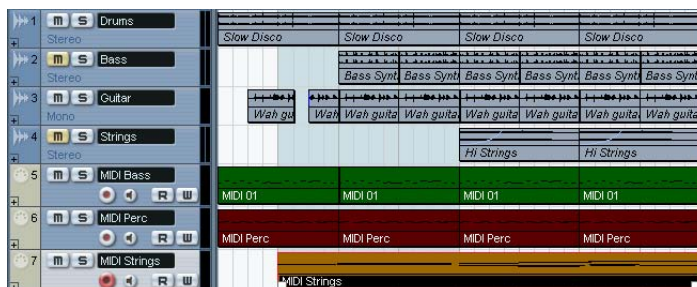 1 m S Drums
Stereo
Slow Disco Slow Disco Slow Disco Slow Disco
2 m S Bass
Stereo
Bass Synt Bass Synt Bass Synt Bass Synt Bass Synt Bass Synt
3 m S Guitar
Mono
Wah gu Wah Wah guita Wah guita Wah guita Wah guita Wah guita Wah guita
4 m S Strings
Stereo
Hi Strings Hi Strings
5 m S MIDI Bass
R W
MIDI 01 MIDI 01 MIDI 01 MIDI 01
6 m S MIDI Perc
R W
MIDI Perc MIDI Perc MIDI Perc MIDI Perc
7 m S MIDI Strings
R W
MIDI Strings